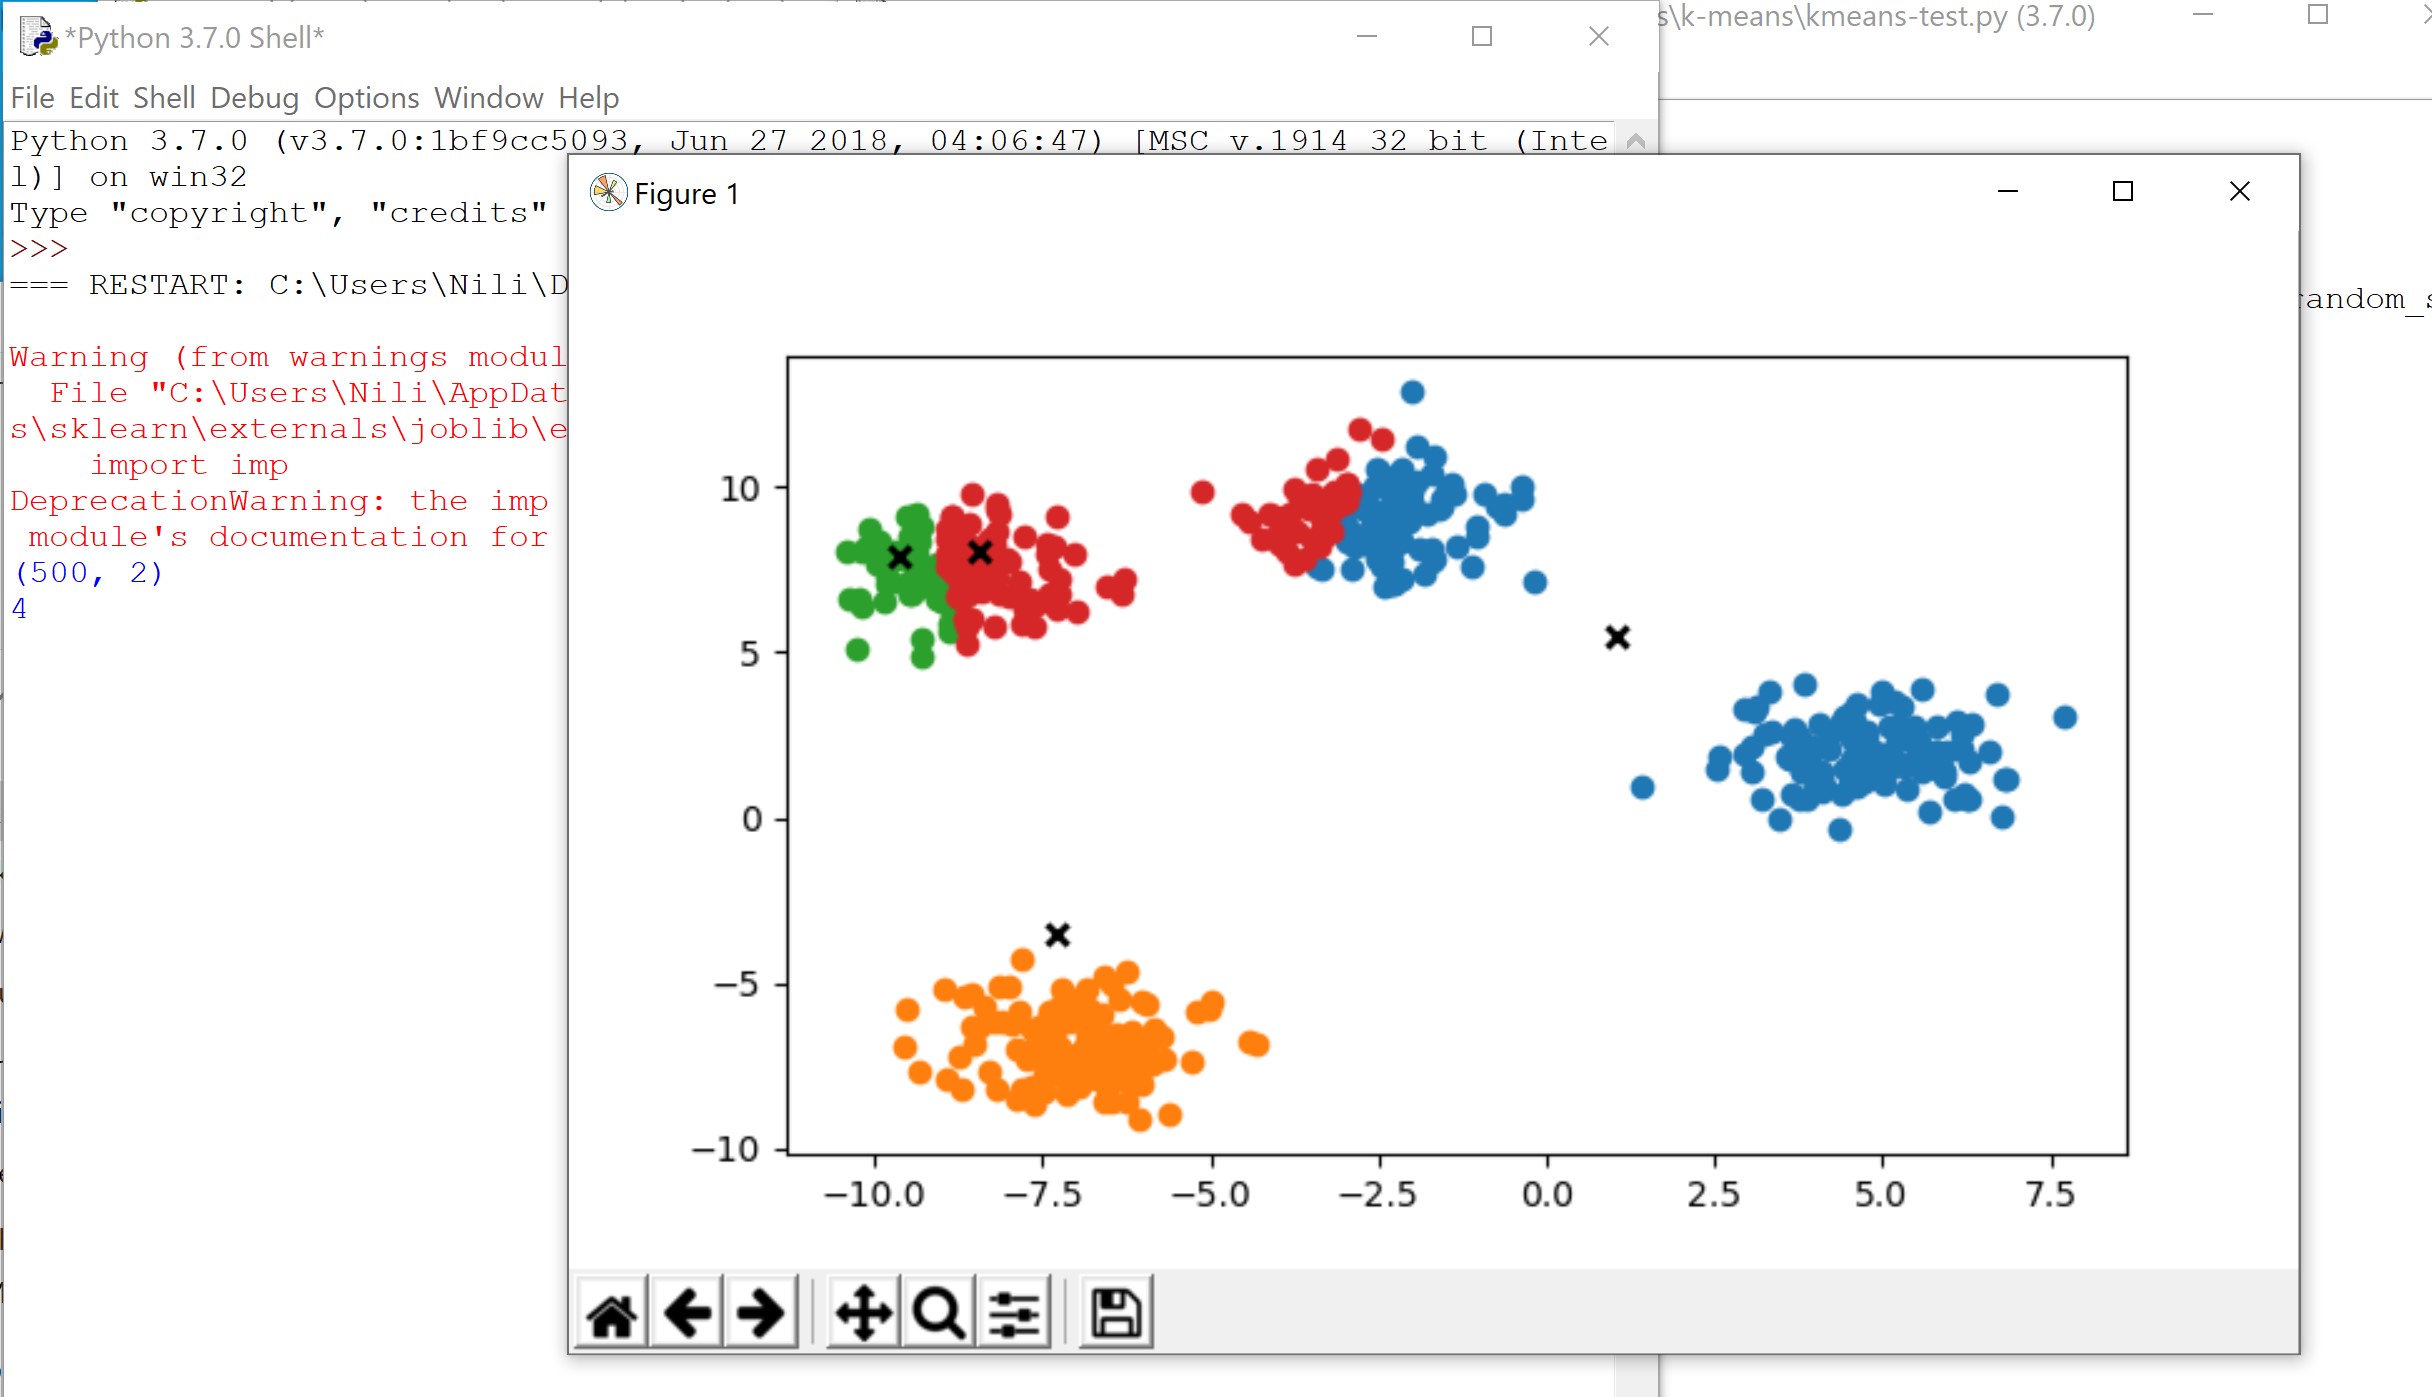 *Python 3.7.0 Shell*
s\k-means\kmeans-test.py (3.7.0)
File Edit Shell Debug Options Window Help
Python 3.7.0 (v3.7.0:1bf9cc5093, Jun 27 2018, 04:06:47) [MSC v.1914 32 bit (Inte
l)] on win32
Type "copyright", "credits"
>>>
=== RESTART: C:\Users\Nili\D
Warning (from warnings modul
File "C:\Users\Nili\AppDat
s\sklearn\externals\joblib\e
import imp
DeprecationWarning: the imp
module's documentation for
(500, 2)
4
Figure 1
random_s
10
5
0
−5
−10
−10.0 −7.5 −5.0 −2.5 0.0 2.5 5.0 7.5